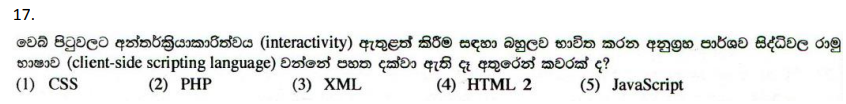 17.
වෙබ් පිටුවලට අන්තර්ක්‍රියාකාරිත්වය (interactivity) ඇතුළත් කිරීම සඳහා බහුලව භාවිත කරන අනුග්‍රහ පාර්ශව සිද්ධිවල රාමු
භාෂාව (client-side scripting language) වන්නේ පහත දක්වා ඇති දෑ අතුරෙන් කවරක් ද?
(1) CSS (2) PHP (3) XML (4) HTML 2 (5) JavaScript